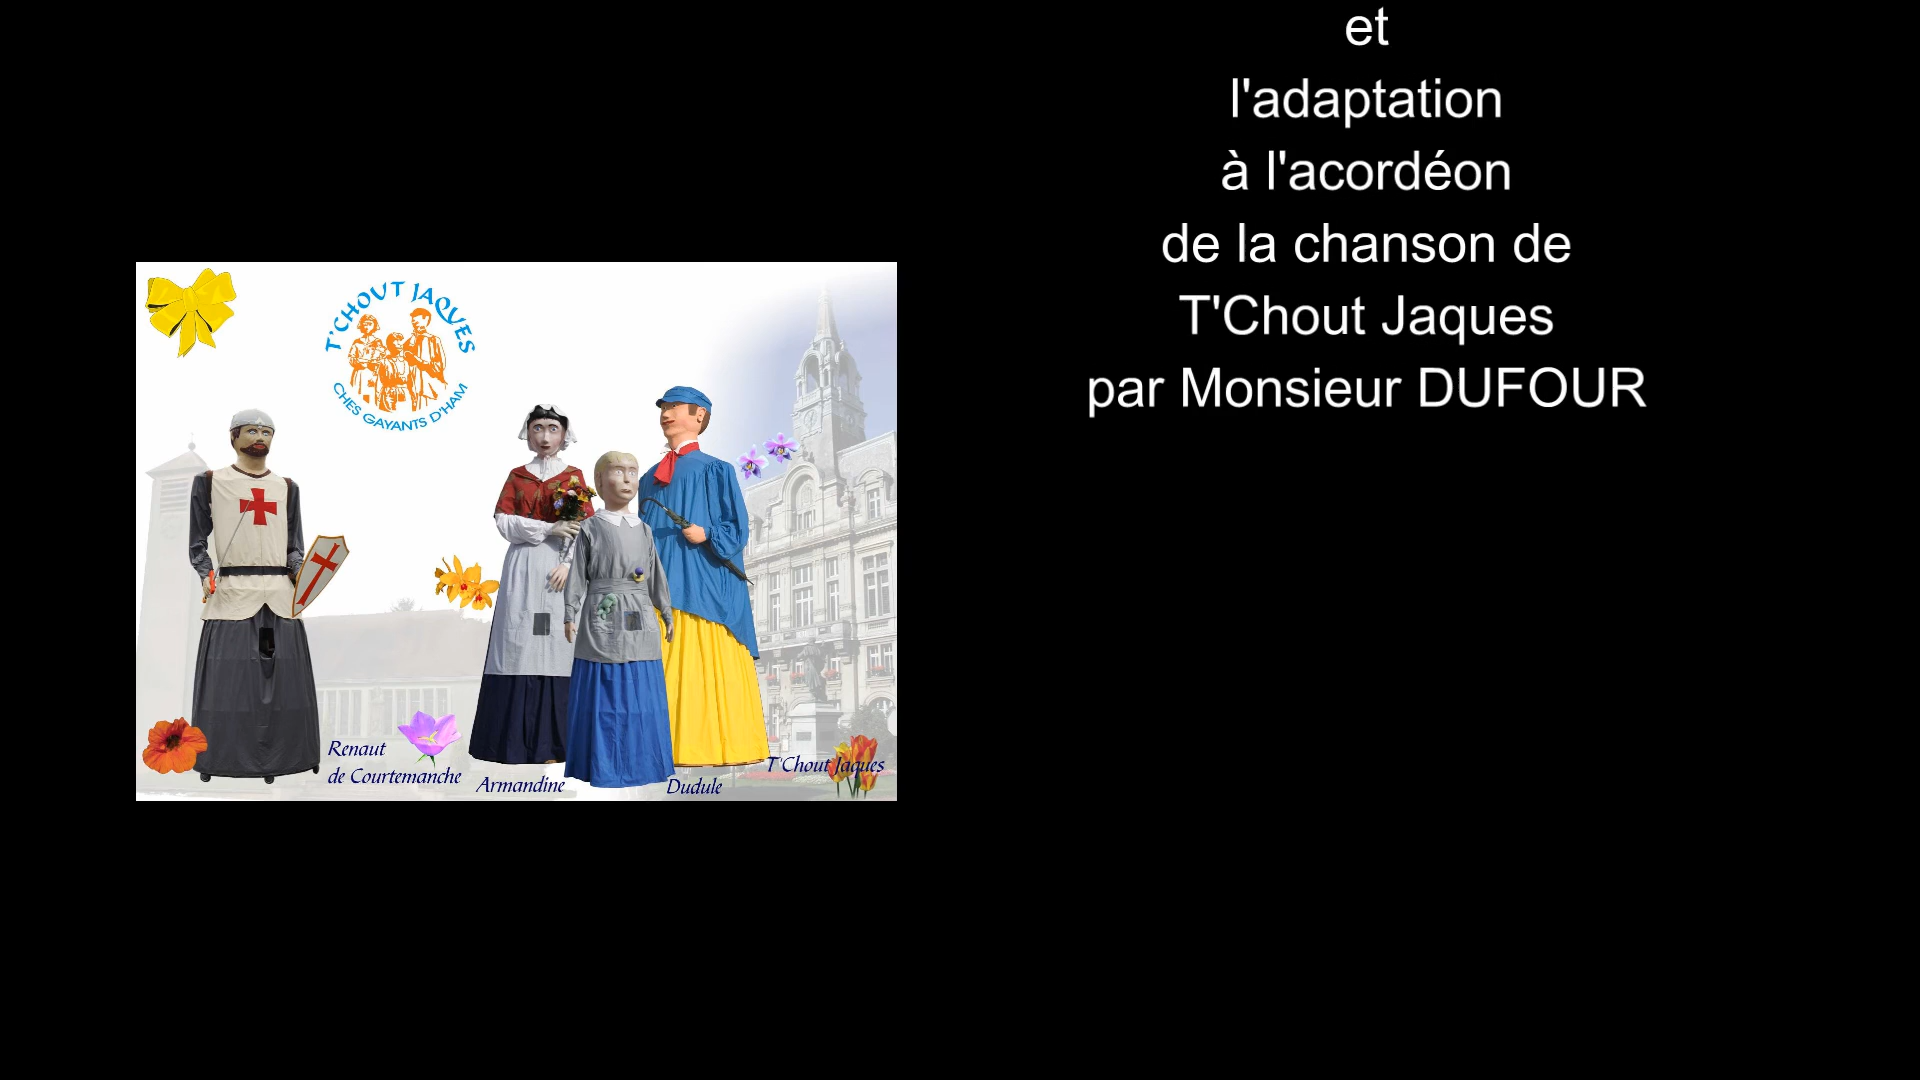 T'CHOUT JAQUES
CHES GAYANTS D'HAM
Renaut
de Courtemanche
Armandine
Dudule
T'Chout Jaques
et
l'adaptation
à l'acordéon
de la chanson de
T'Chout Jaques
par Monsieur DUFOUR